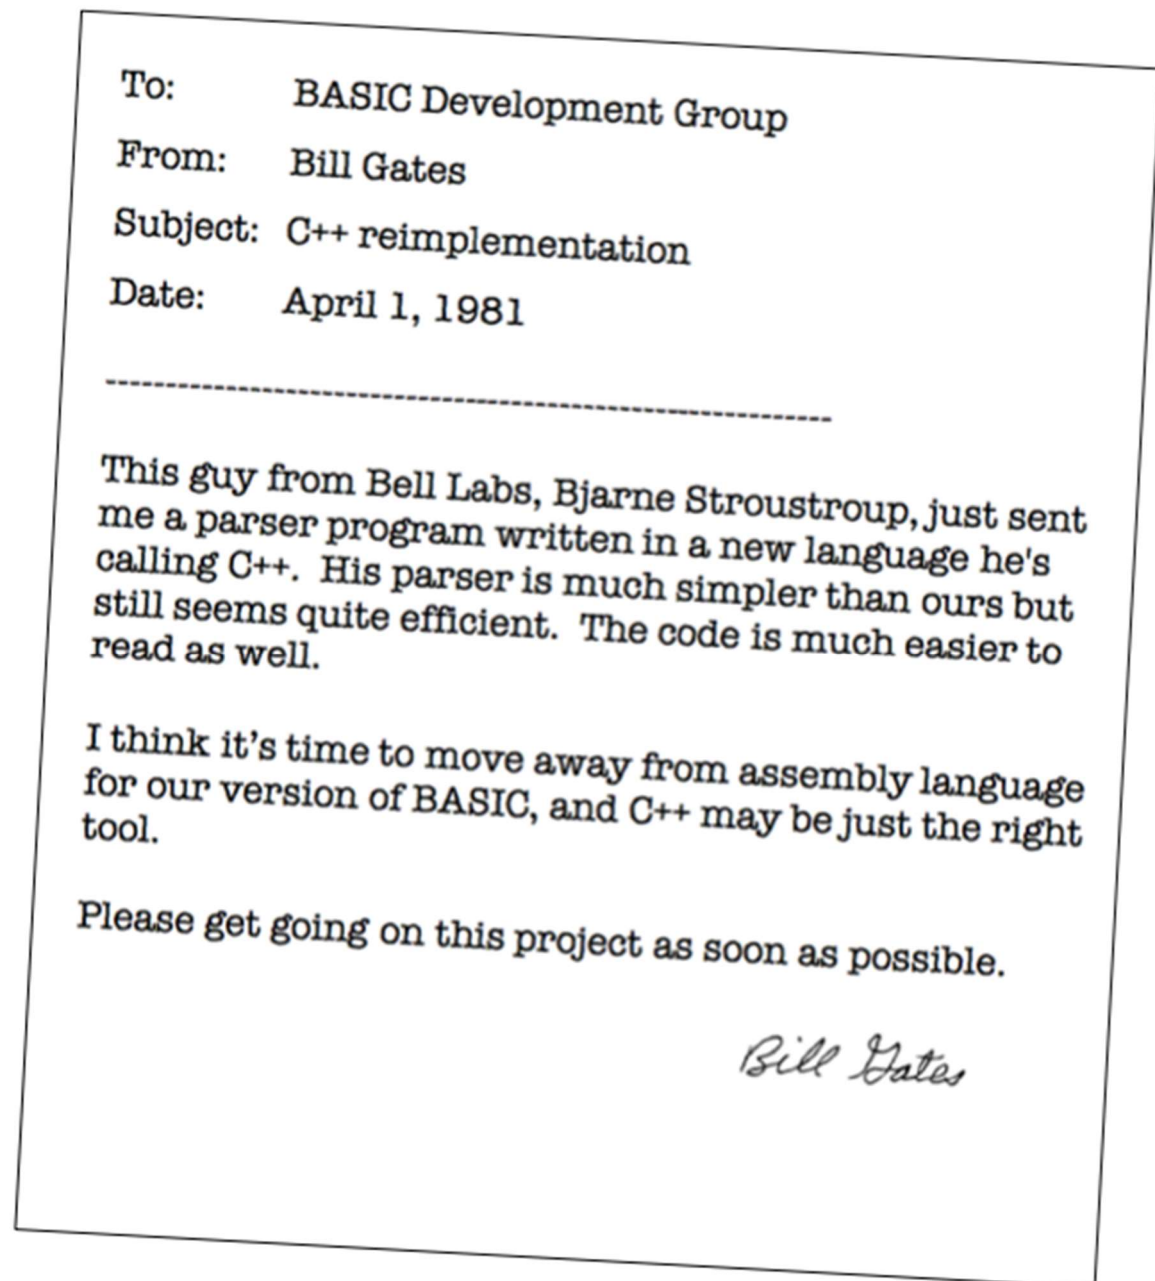 To: BASIC Development Group
From: Bill Gates
Subject: C++ reimplementation
Date: April 1, 1981
------------------------------------------------------------
This guy from Bell Labs, Bjarne Stroustroup, just sent
me a parser program written in a new language he's
calling C++.  His parser is much simpler than ours but
still seems quite efficient.  The code is much easier to
read as well.
I think it’s time to move away from assembly language
for our version of BASIC, and C++ may be just the right
tool.
Please get going on this project as soon as possible.
Bill Gates